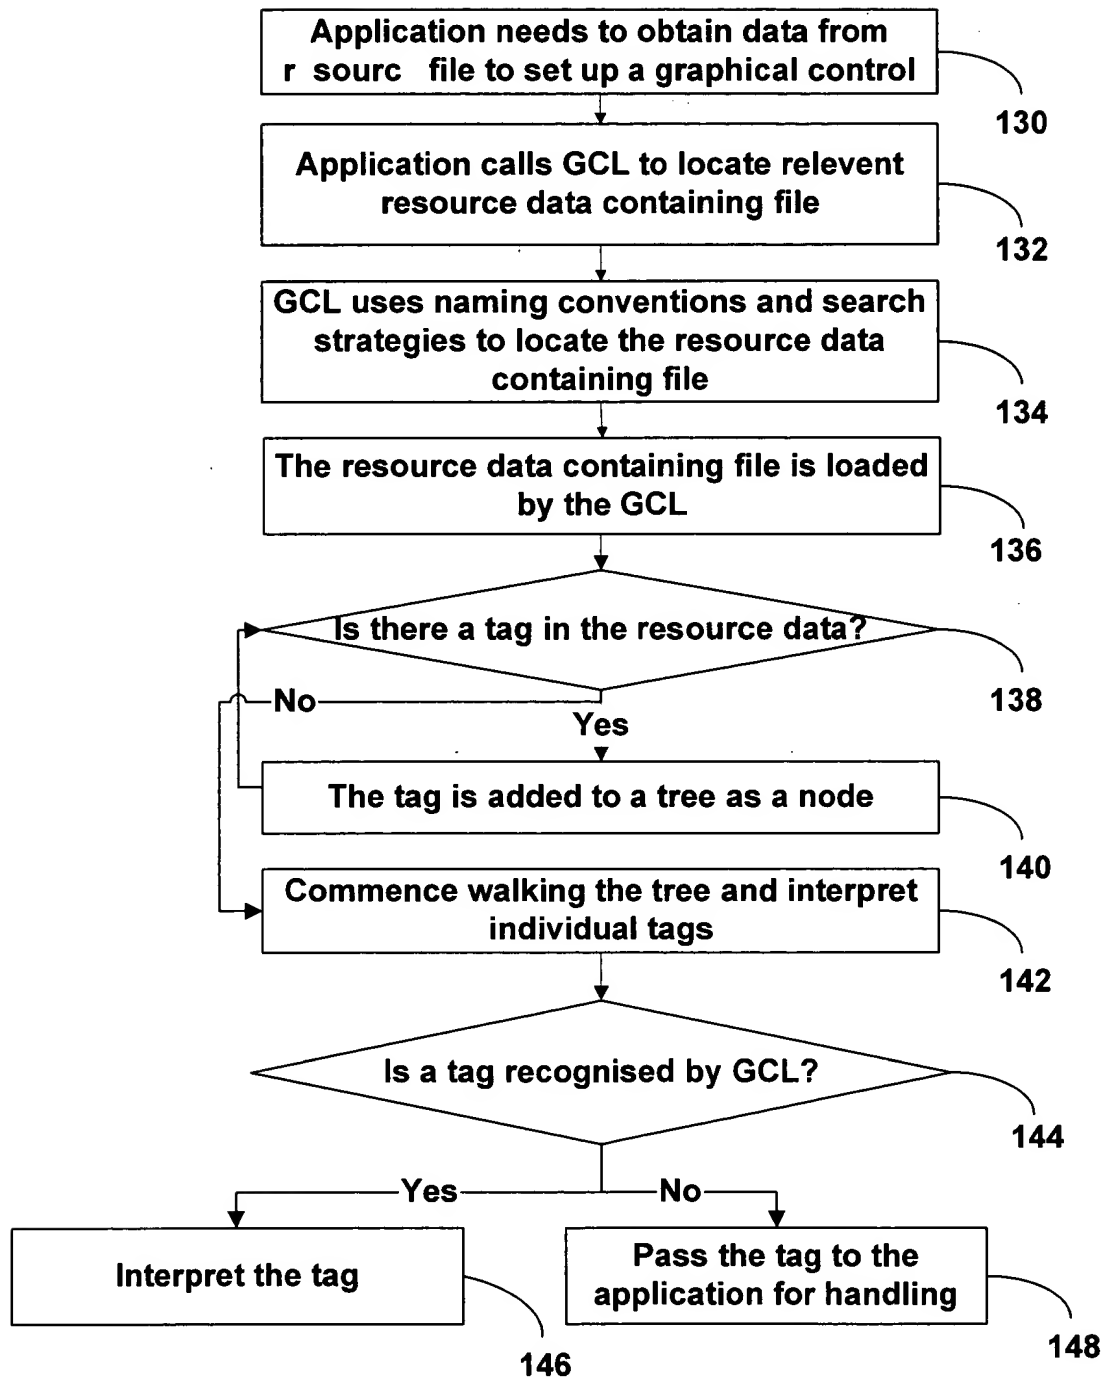 Application needs to obtain data from
r sourc file to set up a graphical control
130
Application calls GCL to locate relevent
resource data containing file
132
GCL uses naming conventions and search
strategies to locate the resource data
containing file
134
The resource data containing file is loaded
by the GCL
136
Is there a tag in the resource data?
138
No
Yes
The tag is added to a tree as a node
140
Commence walking the tree and interpret
individual tags
142
Is a tag recognised by GCL?
144
Yes
No
Interpret the tag
146
Pass the tag to the
application for handling
148